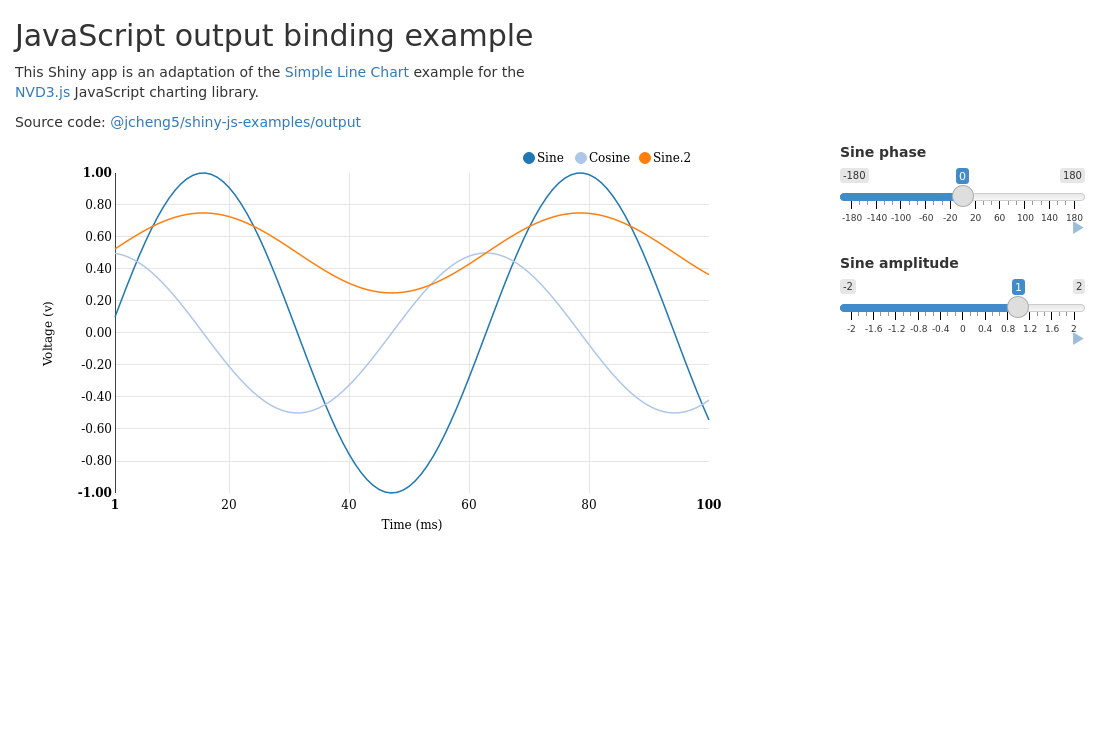 JavaScript output binding example
This Shiny app is an adaptation of the Simple Line Chart example for the
NVD3.js JavaScript charting library.
Source code: @jcheng5/shiny-js-examples/output
Sine Cosine Sine.2
1.00
0.80
0.60
0.40
0.20
0.00
-0.20
-0.40
-0.60
-0.80
-1.00
Voltage (v)
1 20 40 60 80 100
Time (ms)
Sine phase
-180 0 180
-180 -140 -100 -60 -20 20 60 100 140 180
Sine amplitude
-2 1 2
-2 -1.6 -1.2 -0.8 -0.4 0 0.4 0.8 1.2 1.6 2